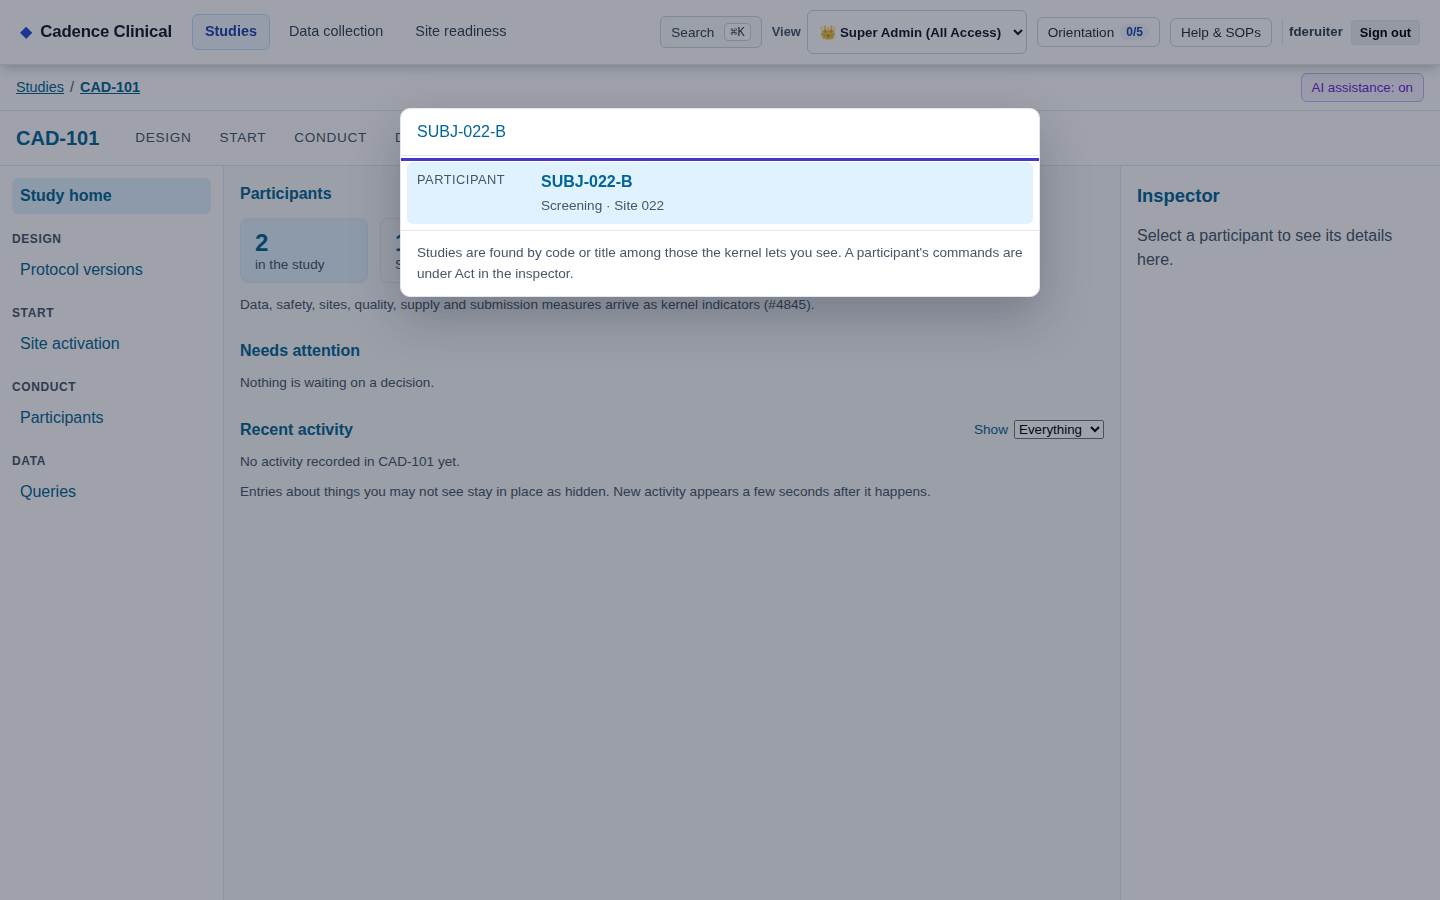 Cadence Clinical
Studies
Data collection
Site readiness
Search ⌘K
View
👑 Super Admin (All Access)
Orientation 0/5
Help & SOPs
fderuiter
Sign out
Studies / CAD-101
AI assistance: on
CAD-101
DESIGN
START
CONDUCT
SUBJ-022-B
PARTICIPANT
SUBJ-022-B
Screening · Site 022
Studies are found by code or title among those the kernel lets you see. A participant's commands are
under Act in the inspector.
Study home
DESIGN
Protocol versions
START
Site activation
CONDUCT
Participants
DATA
Queries
Participants
2
in the study
Data, safety, sites, quality, supply and submission measures arrive as kernel indicators (#4845).
Needs attention
Nothing is waiting on a decision.
Recent activity
Show Everything
No activity recorded in CAD-101 yet.
Entries about things you may not see stay in place as hidden. New activity appears a few seconds after it happens.
Inspector
Select a participant to see its details
here.